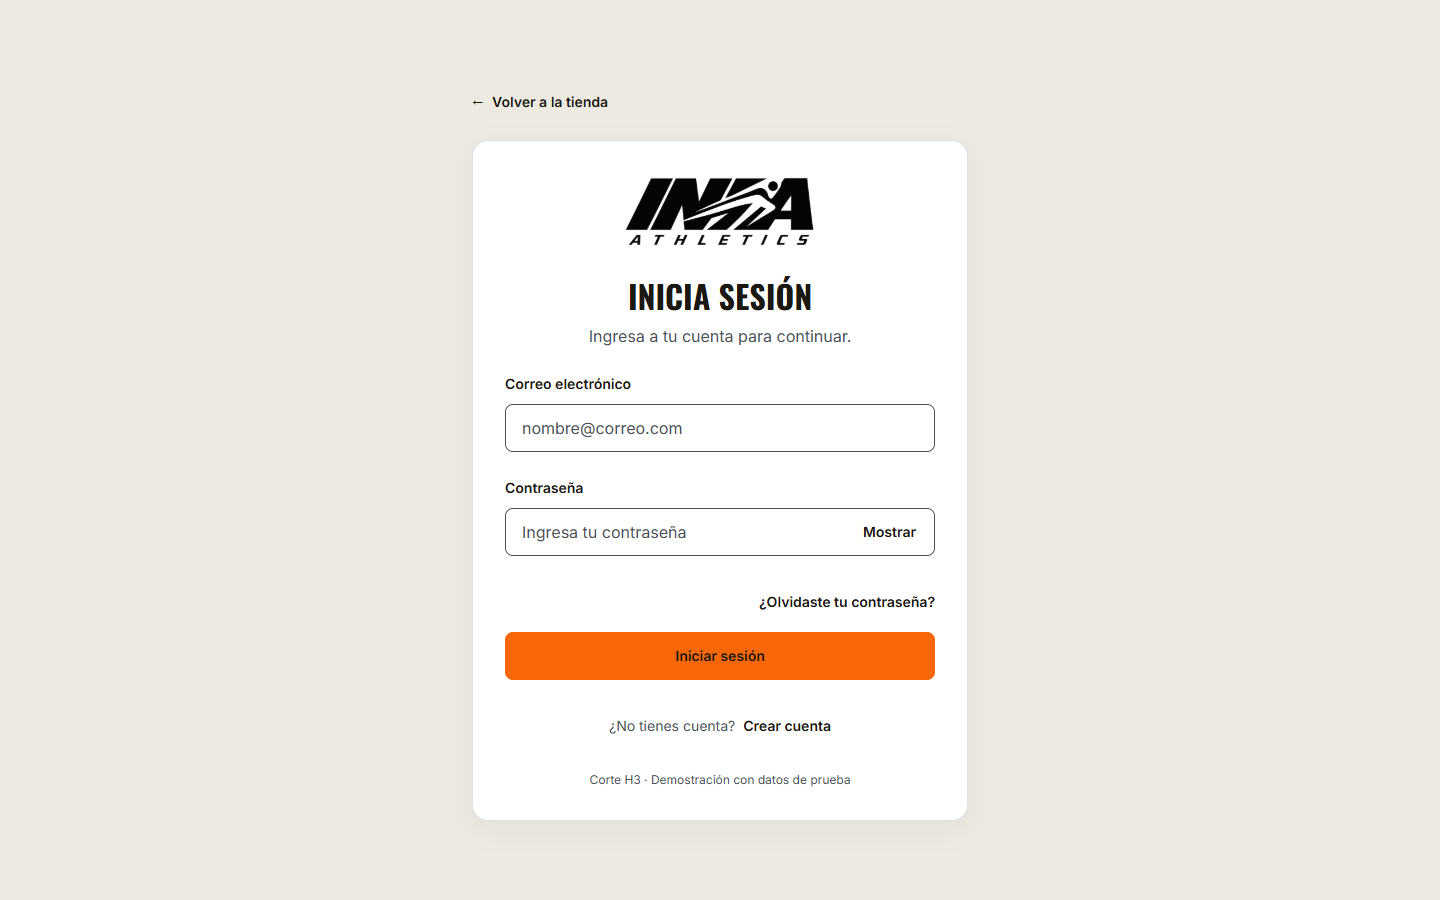 ← Volver a la tienda
INFA
ATHLETICS
INICIA SESIÓN
Ingresa a tu cuenta para continuar.
Correo electrónico
nombre@correo.com
Contraseña
Ingresa tu contraseña Mostrar
¿Olvidaste tu contraseña?
Iniciar sesión
¿No tienes cuenta? Crear cuenta
Corte H3 · Demostración con datos de prueba